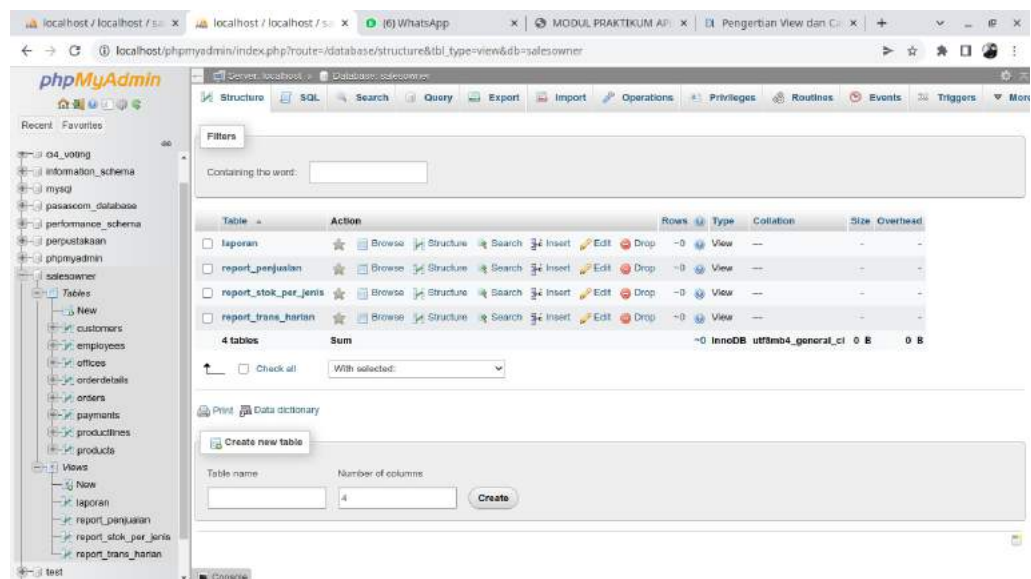 localhost / localhost / sa
localhost / localhost / s
(6) WhatsApp
MODUL PRAKTIKUM AP
Pengertian View dan Ca
localhost/phpmyadmin/index.php?route=/database/structure&tbl_type=view&db=salesowner
phpMyAdmin
Recent Favorites
ci4_voting
information_schema
mysql
pasascom_database
performance_schema
perpustakaan
phpmyadmin
salesowner
Tables
New
customers
employees
offices
orderdetails
orders
payments
productlines
products
Views
New
laporan
report_penjualan
report_stok_per_jenis
report_trans_harian
test
Server: localhost » Database: salesowner
Structure SQL Search Query Export Import Operations Privileges Routines Events Triggers More
Filters
Containing the word:
Table Action Rows Type Collation Size Overhead
laporan Browse Structure Search Insert Edit Drop ~0 View --- - -
report_penjualan Browse Structure Search Insert Edit Drop ~0 View --- - -
report_stok_per_jenis Browse Structure Search Insert Edit Drop ~0 View --- - -
report_trans_harian Browse Structure Search Insert Edit Drop ~0 View --- - -
4 tables Sum ~0 InnoDB utf8mb4_general_ci 0 B 0 B
Check all With selected:
Print Data dictionary
Create new table
Table name Number of columns
4 Create
Console